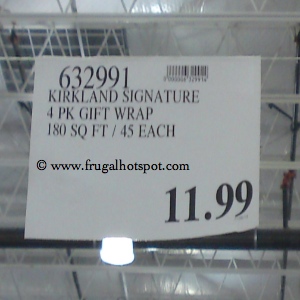 632991
KIRKLAND SIGNATURE
4 PK GIFT WRAP
180 SQ FT / 45 EACH
© www.frugalhotspot.com
11.99